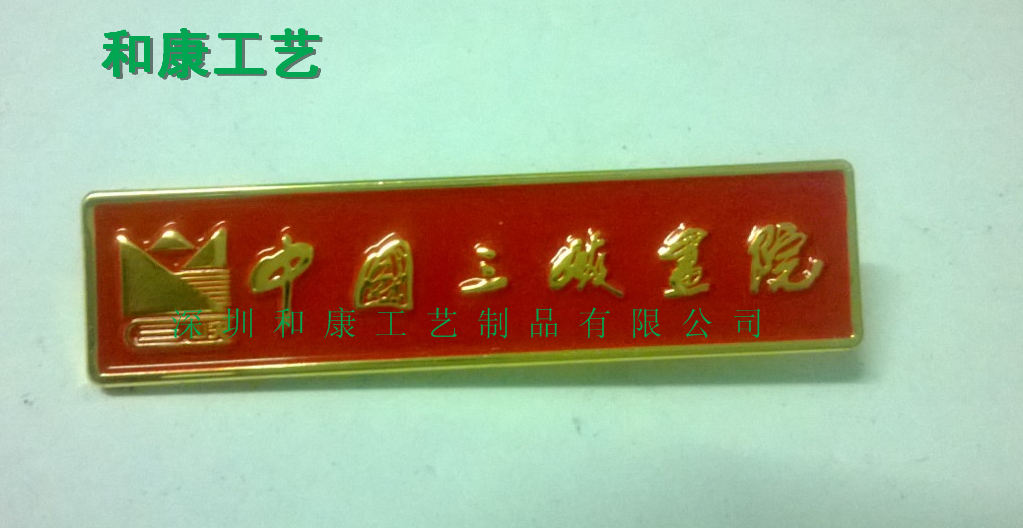 和康工艺
中国三峡画院
深圳和康工艺制品有限公司